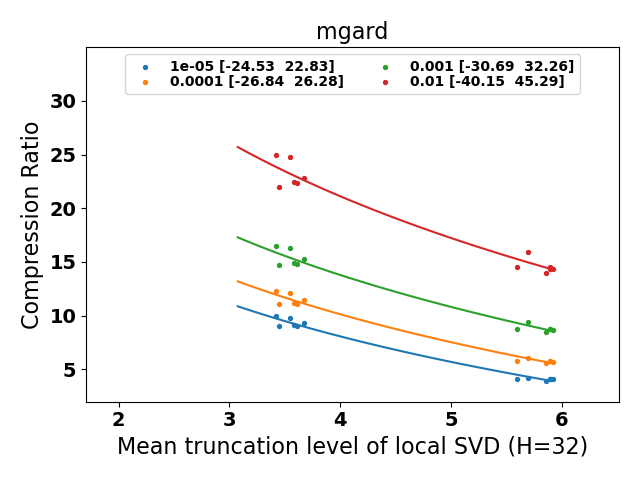 mgard
1e-05 [-24.53  22.83]
0.0001 [-26.84  26.28]
0.001 [-30.69  32.26]
0.01 [-40.15  45.29]
Compression Ratio
30
25
20
15
10
5
2 3 4 5 6
Mean truncation level of local SVD (H=32)